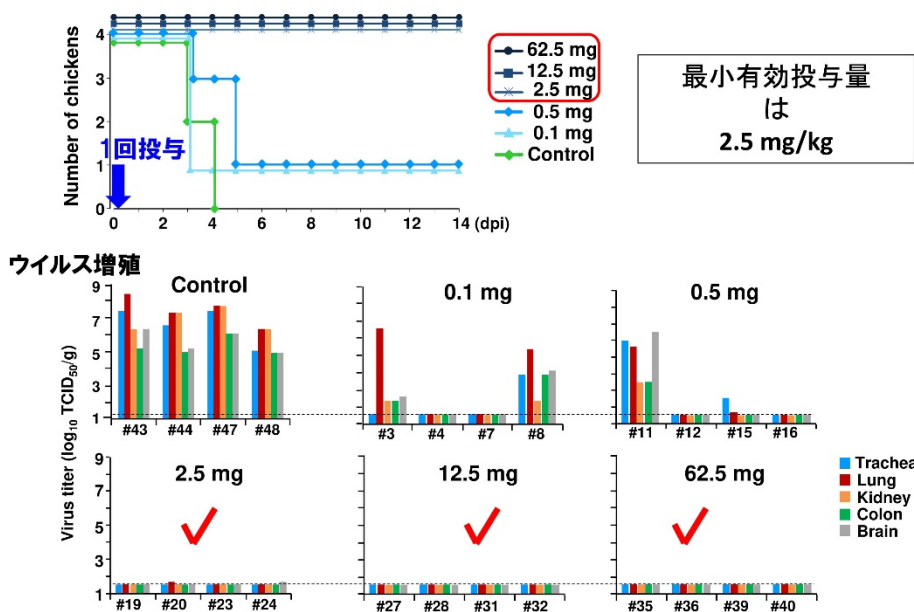 Number of chickens
4
3
2
1
0
1回投与
0 2 4 6 8 10 12 14 (dpi)
62.5 mg
12.5 mg
2.5 mg
0.5 mg
0.1 mg
Control
最小有効投与量
は
2.5 mg/kg
ウイルス増殖
Virus titer (log10 TCID50/g)
Control
9
7
5
3
1
#43 #44 #47 #48
0.1 mg
#3 #4 #7 #8
0.5 mg
#11 #12 #15 #16
2.5 mg
9
7
5
3
1
#19 #20 #23 #24
12.5 mg
#27 #28 #31 #32
62.5 mg
#35 #36 #39 #40
Trachea
Lung
Kidney
Colon
Brain